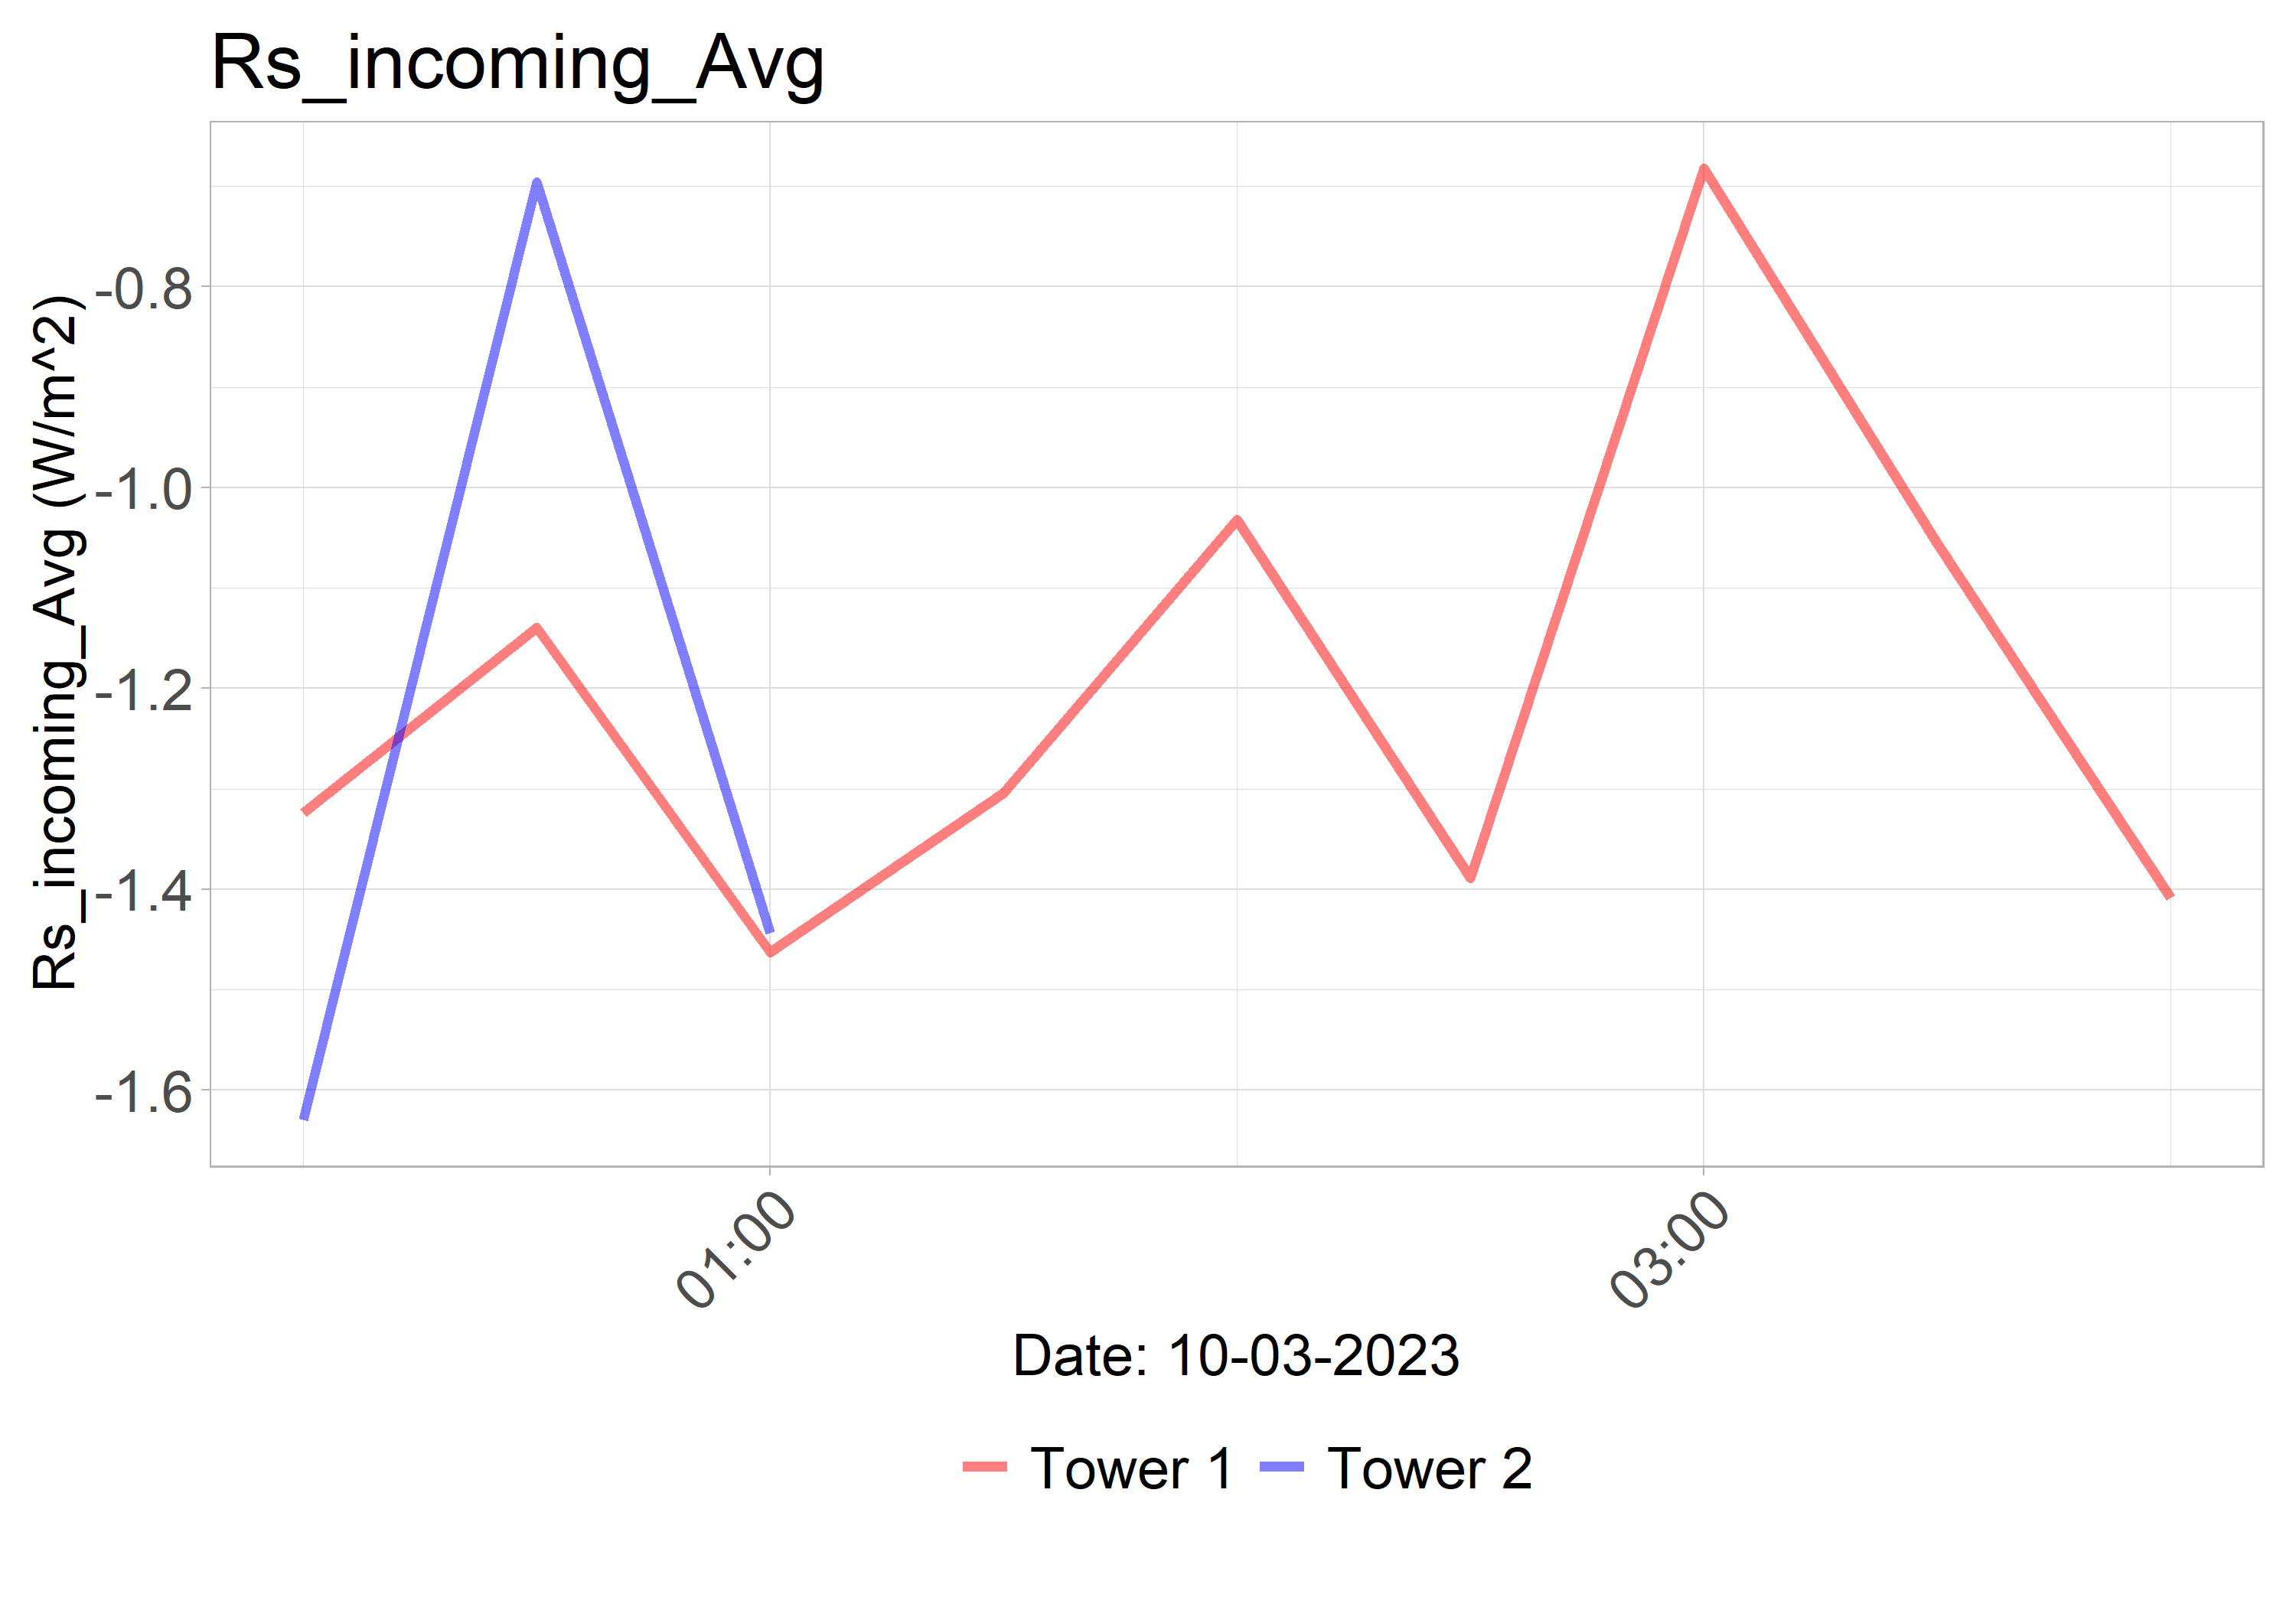 Rs_incoming_Avg
Rs_incoming_Avg (W/m^2)
-0.8
-1.0
-1.2
-1.4
-1.6
01:00
03:00
Date: 10-03-2023
Tower 1
Tower 2